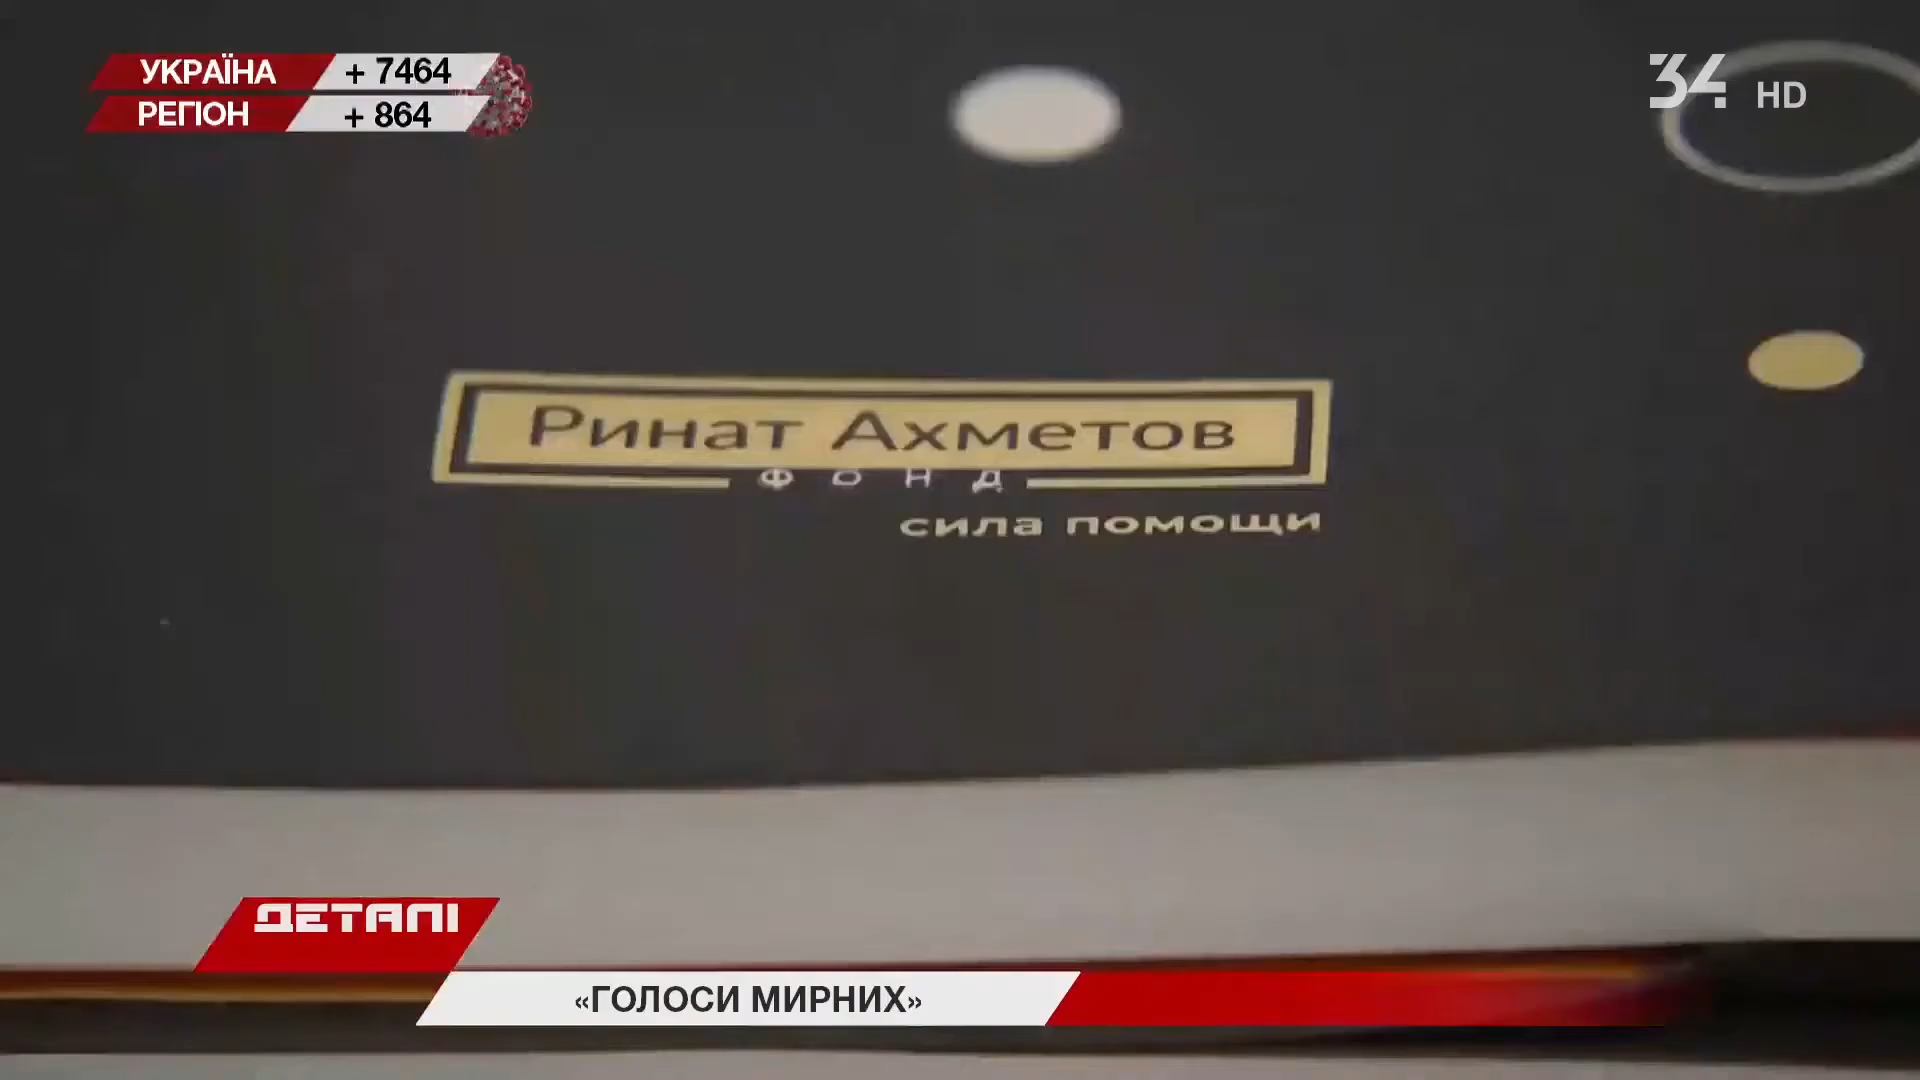 УКРАЇНА + 7464
РЕГІОН + 864
34 HD
Ринат Ахметов
ФОНД
сила помощи
ДЕТАЛІ
«ГОЛОСИ МИРНИХ»